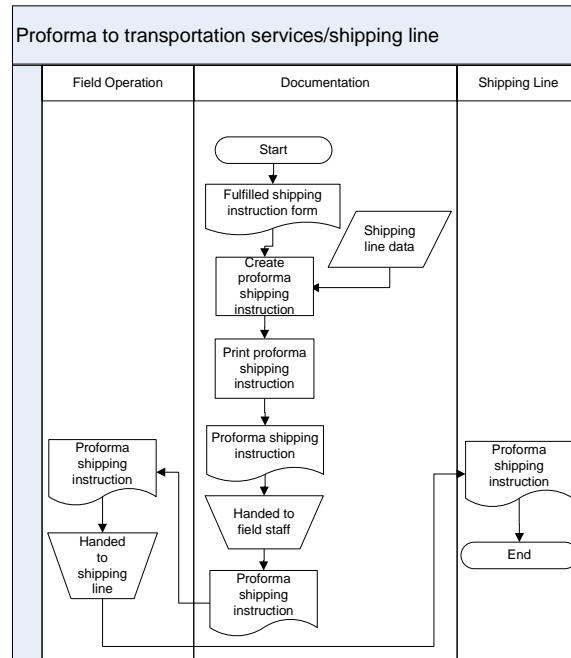 Proforma to transportation services/shipping line
Field Operation
Documentation
Shipping Line
Start
Fulfilled shipping
instruction form
Shipping
line data
Create
proforma
shipping
instruction
Print proforma
shipping
instruction
Proforma shipping
instruction
Handed to
field staff
Proforma
shipping
instruction
Proforma
shipping
instruction
Handed
to
shipping
line
Proforma
shipping
instruction
End